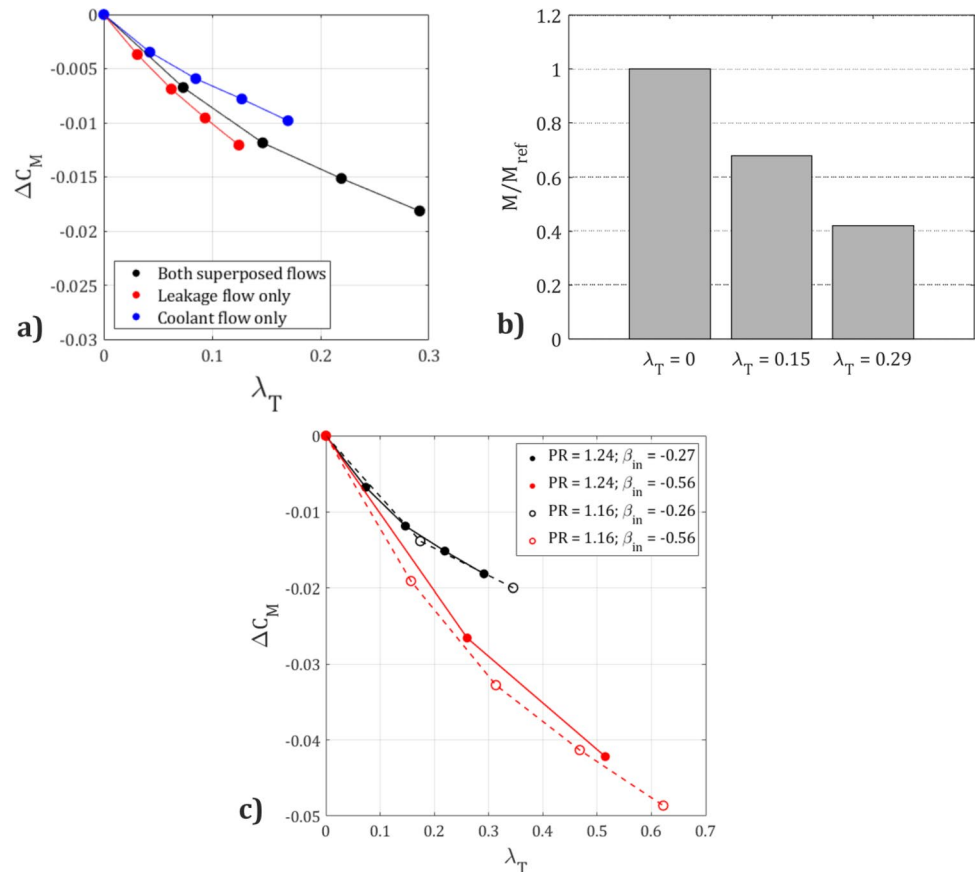 0
-0.005
-0.01
-0.015
-0.02
-0.025
-0.03
ΔC_M
Both superposed flows
Leakage flow only
Coolant flow only
0 0.1 0.2 0.3
λ_T
a)
1.2
1
0.8
0.6
0.4
0.2
0
M/M_ref
λ_T = 0 λ_T = 0.15 λ_T = 0.29
b)
0
-0.01
-0.02
-0.03
-0.04
-0.05
ΔC_M
PR = 1.24; β_in = -0.27
PR = 1.24; β_in = -0.56
PR = 1.16; β_in = -0.26
PR = 1.16; β_in = -0.56
0 0.1 0.2 0.3 0.4 0.5 0.6 0.7
λ_T
c)